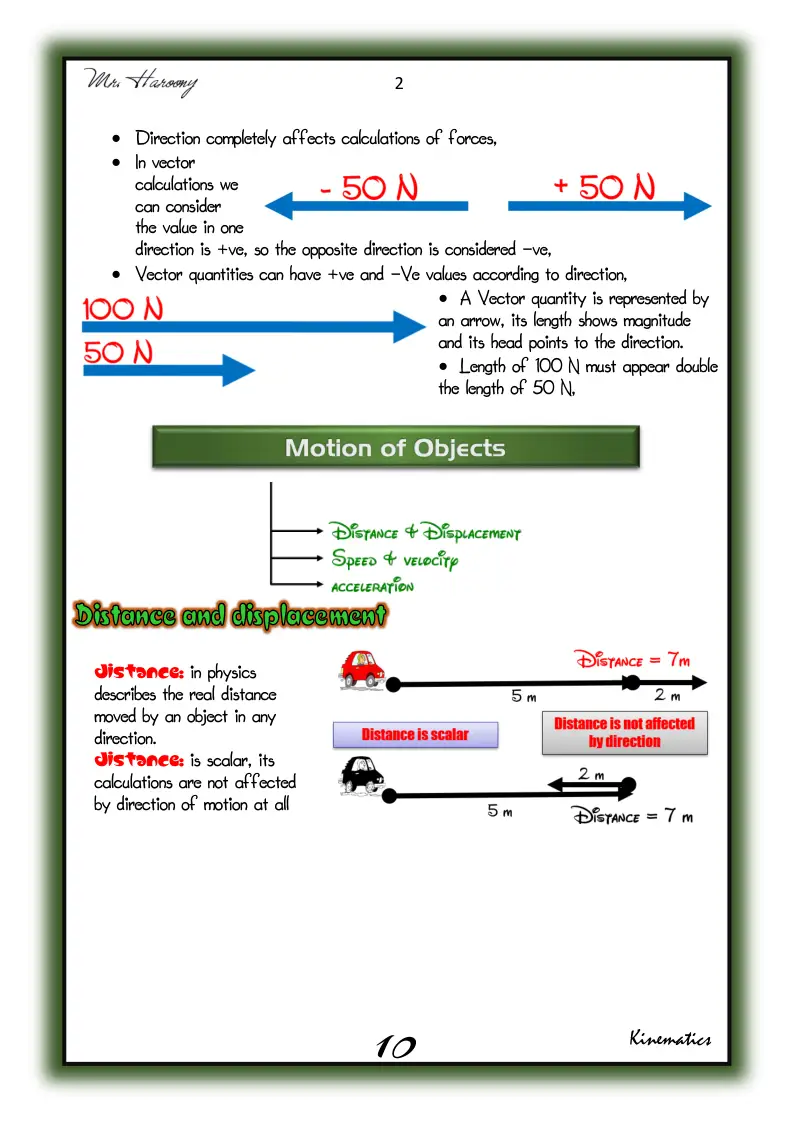 Mr. Haroony
2
• Direction completely affects calculations of forces,
• In vector
calculations we
can consider
the value in one
direction is +ve, so the opposite direction is considered –ve,
- 50 N
+ 50 N
• Vector quantities can have +ve and –Ve values according to direction,
100 N
50 N
• A Vector quantity is represented by
an arrow, its length shows magnitude
and its head points to the direction.
• Length of 100 N must appear double
the length of 50 N,
Motion of Objects
Distance & Displacement
Speed & velocity
acceleration
Distance and displacement
distance: in physics
describes the real distance
moved by an object in any
direction.
distance: is scalar, its
calculations are not affected
by direction of motion at all
Distance = 7m
5 m
2 m
Distance is scalar
Distance is not affected
by direction
2 m
5 m
Distance = 7 m
10
Kinematics